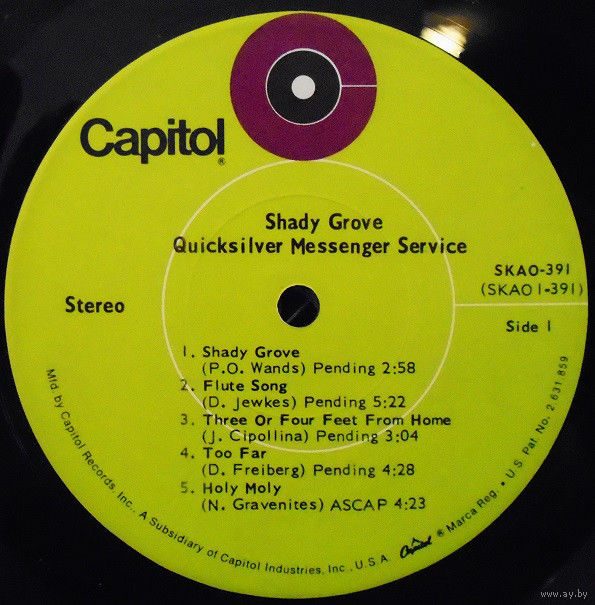 Capitol®
Shady Grove
Quicksilver Messenger Service
SKAO-391
(SKAO 1-391)
Stereo
Side 1
1. Shady Grove
(P.O. Wands) Pending 2:58
2. Flute Song
(D. Jewkes) Pending 5:22
3. Three Or Four Feet From Home
(J. Cipollina) Pending 3:04
4. Too Far
(D. Freiberg) Pending 4:28
5. Holy Moly
(N. Gravenites) ASCAP 4:23
Mfd. by Capitol Records, Inc., A Subsidiary of Capitol Industries, Inc., U.S.A. Capitol ® Marca Reg. • U.S. Pat. No. 2 631 859
www.ay.by